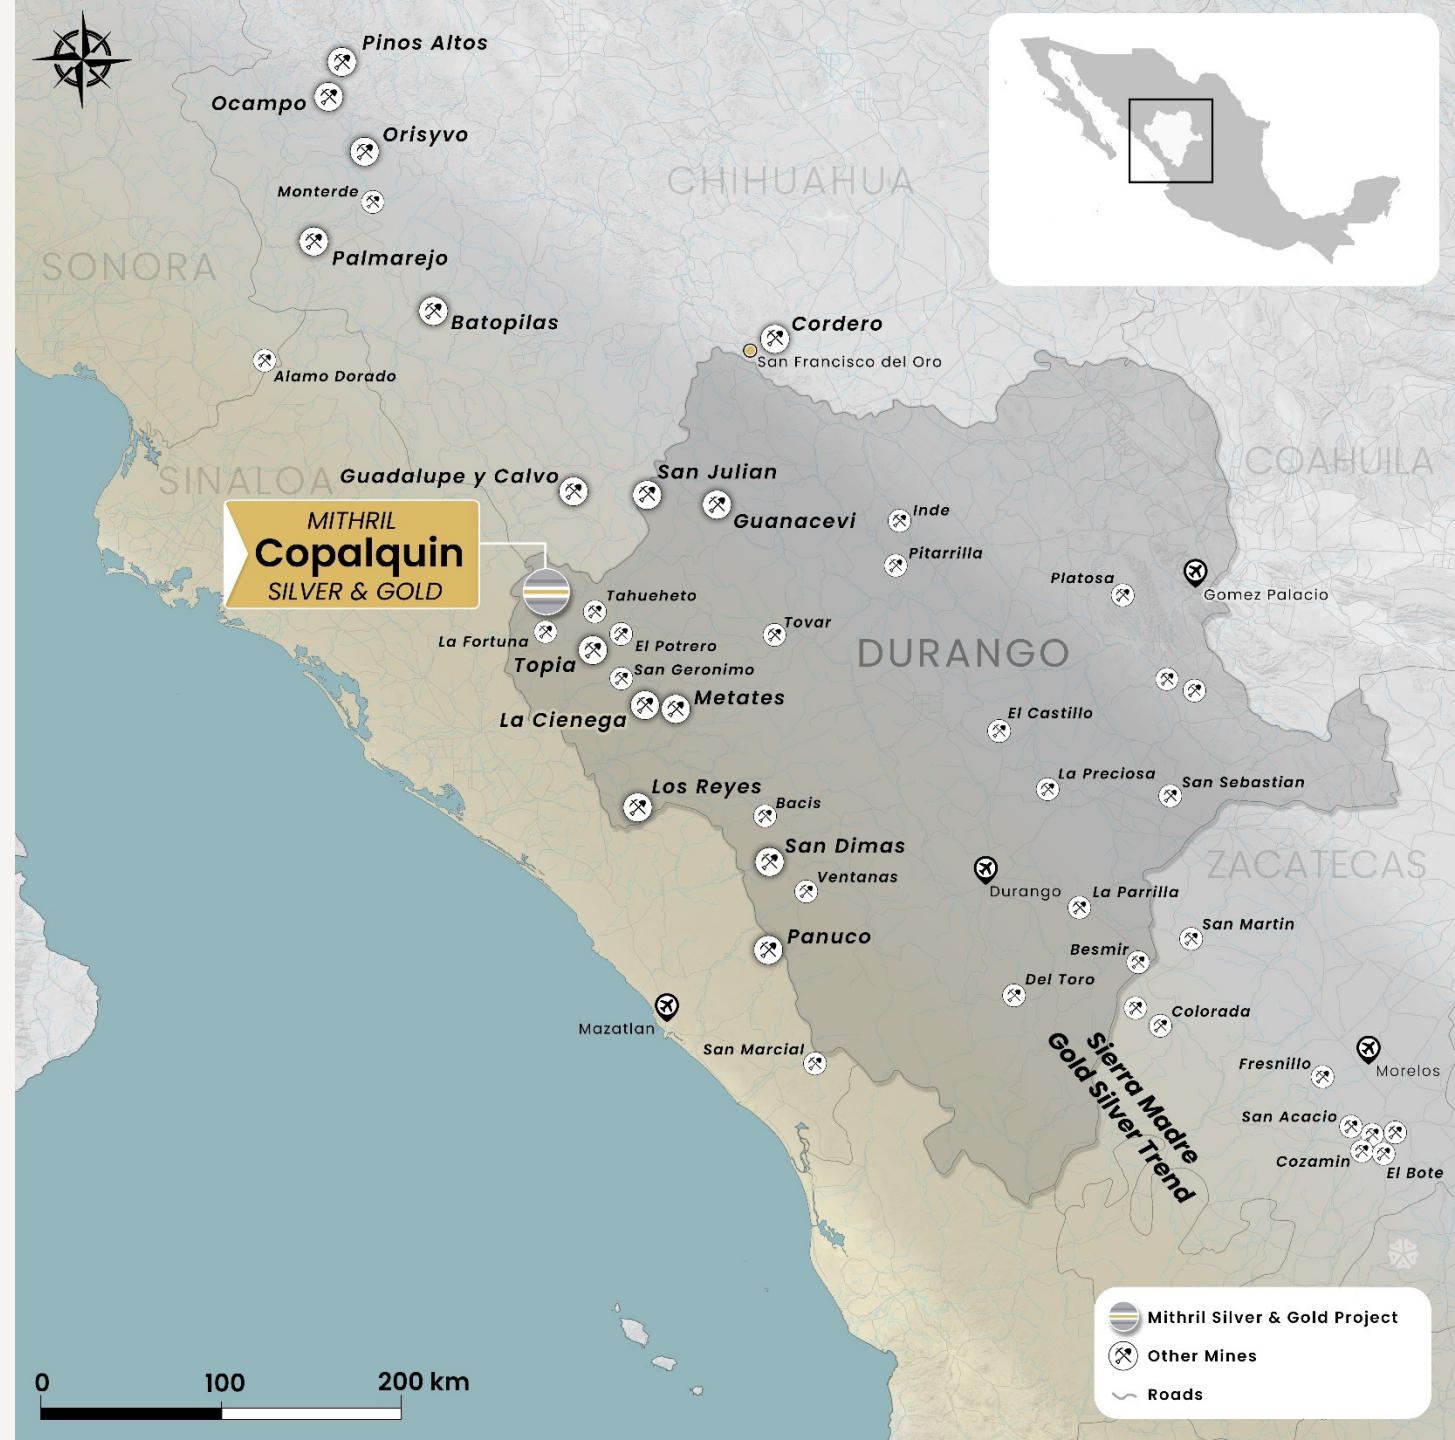 Pinos Altos
Ocampo
Orisyvo
CHIHUAHUA
Monterde
SONORA
Palmarejo
Batopilas
Cordero
San Francisco del Oro
Alamo Dorado
COAHUILA
SINALOA
Guadalupe y Calvo
San Julian
Guanacevi
Inde
MITHRIL
Copalquin
SILVER & GOLD
Pitarrilla
Platosa
Gomez Palacio
Tahueheto
Tovar
La Fortuna
El Potrero
DURANGO
Topia
San Geronimo
Metates
La Cienega
El Castillo
Los Reyes
La Preciosa
San Sebastian
Bacis
San Dimas
ZACATECAS
Ventanas
Durango
La Parrilla
San Martin
Panuco
Besmir
Del Toro
Colorada
Mazatlan
San Marcial
Sierra Madre
Gold Silver Trend
Fresnillo
Morelos
San Acacio
Cozamin
El Bote
Mithril Silver & Gold Project
Other Mines
Roads
0 100 200 km